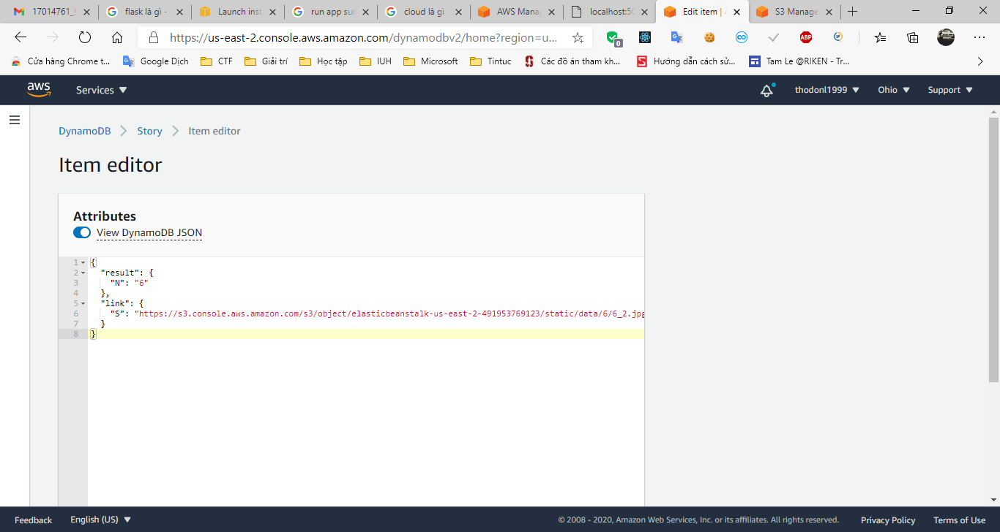 17014761_H
flask là gì -
Launch inst
run app suc
cloud là gì -
AWS Manag
localhost:50
Edit item | A
S3 Manage
https://us-east-2.console.aws.amazon.com/dynamodbv2/home?region=u...
0
ABP
Cửa hàng Chrome t...
Google Dịch
CTF
Giải trí
Học tập
IUH
Microsoft
Tintuc
Các đồ án tham kh...
Hướng dẫn cách sử...
Tam Le @RIKEN - Tr...
aws
Services
thodonl1999
Ohio
Support
DynamoDB
Story
Item editor
Item editor
Attributes
View DynamoDB JSON
1 {
2 "result": {
3 "N": "6"
4 },
5 "link": {
6 "S": "https://s3.console.aws.amazon.com/s3/object/elasticbeanstalk-us-east-2-491953769123/static/data/6/6_2.jpg
7 }
8 }
Feedback
English (US)
© 2008 - 2020, Amazon Web Services, Inc. or its affiliates. All rights reserved.
Privacy Policy
Terms of Use